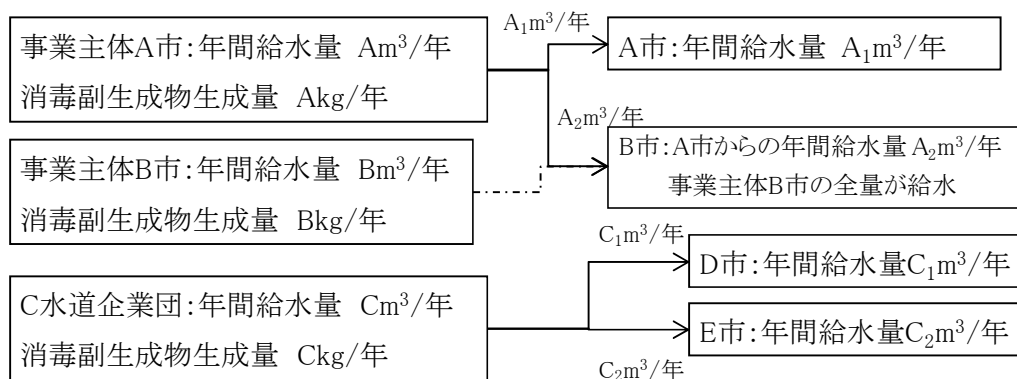 事業主体A市:年間給水量 Am³/年
消毒副生成物生成量 Akg/年
A₁m³/年
A市:年間給水量 A₁m³/年
A₂m³/年
事業主体B市:年間給水量 Bm³/年
消毒副生成物生成量 Bkg/年
B市:A市からの年間給水量 A₂m³/年
事業主体B市の全量が給水
C₁m³/年
D市:年間給水量C₁m³/年
C水道企業団:年間給水量 Cm³/年
消毒副生成物生成量 Ckg/年
E市:年間給水量C₂m³/年
C₂m³/年